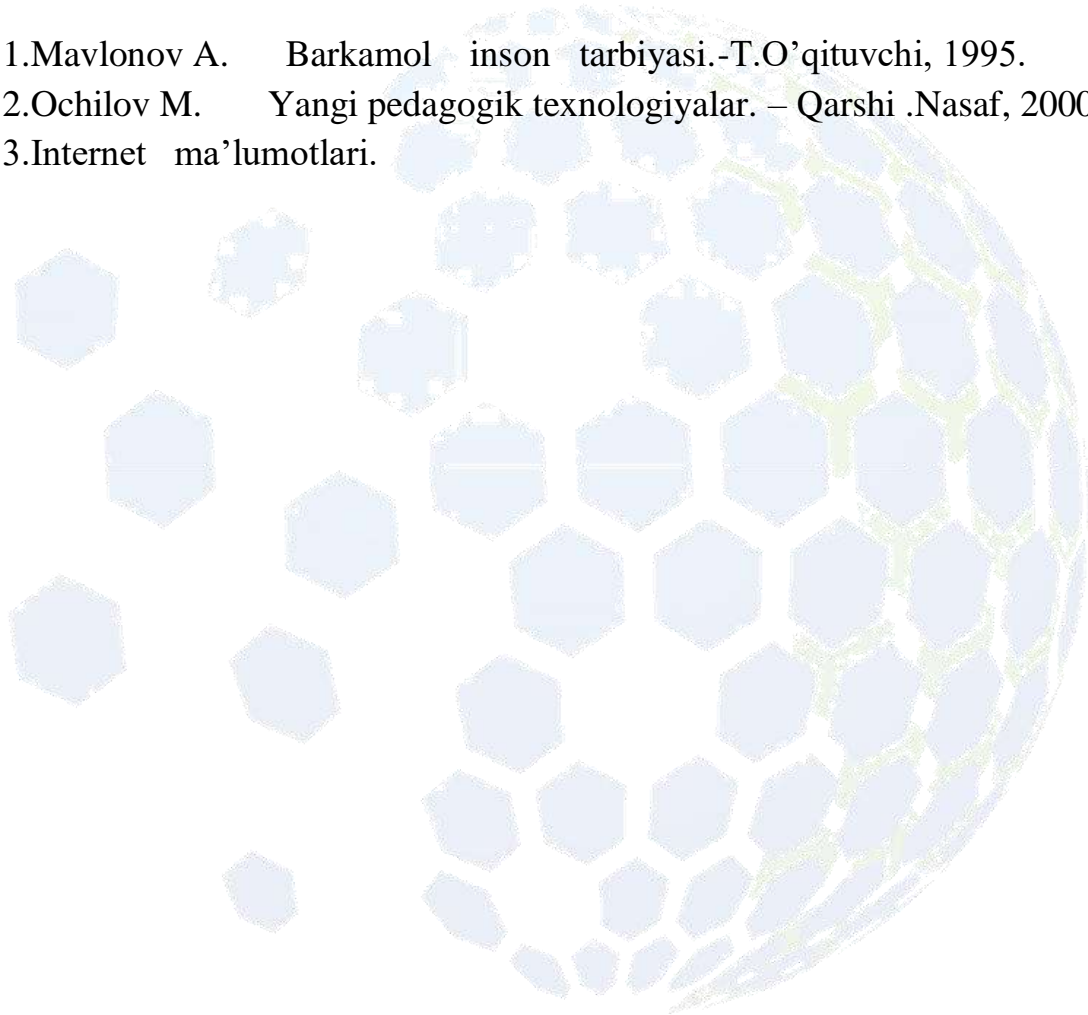 1.Mavlonov A. Barkamol inson tarbiyasi.-T.O’qituvchi, 1995.
2.Ochilov M. Yangi pedagogik texnologiyalar. – Qarshi .Nasaf, 2000
3.Internet ma’lumotlari.